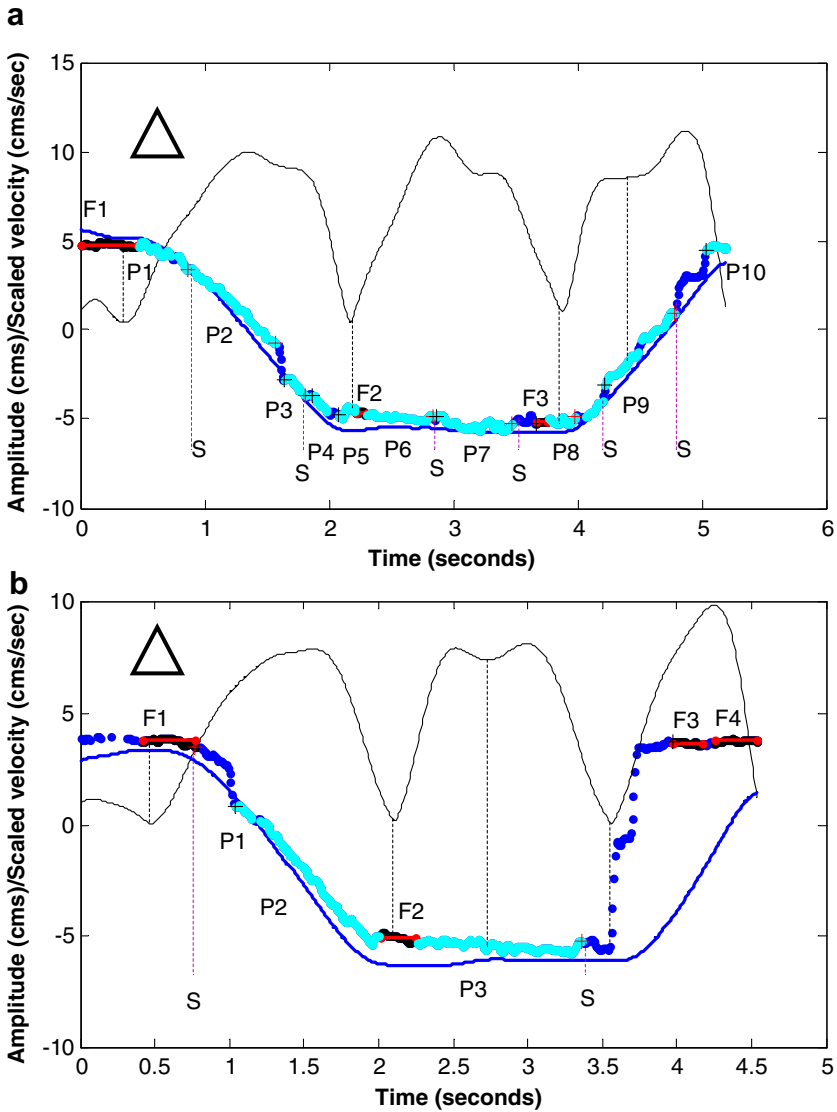 a
Amplitude (cms)/Scaled velocity (cms/sec)
15
10
5
0
-5
-10
F1
P1
P2
P3
P4
P5
F2
P6
P7
F3
P8
P9
P10
S
S
S
S
S
S
0 1 2 3 4 5 6
Time (seconds)
b
Amplitude (cms)/Scaled velocity (cms/sec)
10
5
0
-5
-10
F1
P1
P2
F2
P3
F3 F4
S
S
0 0.5 1 1.5 2 2.5 3 3.5 4 4.5 5
Time (seconds)